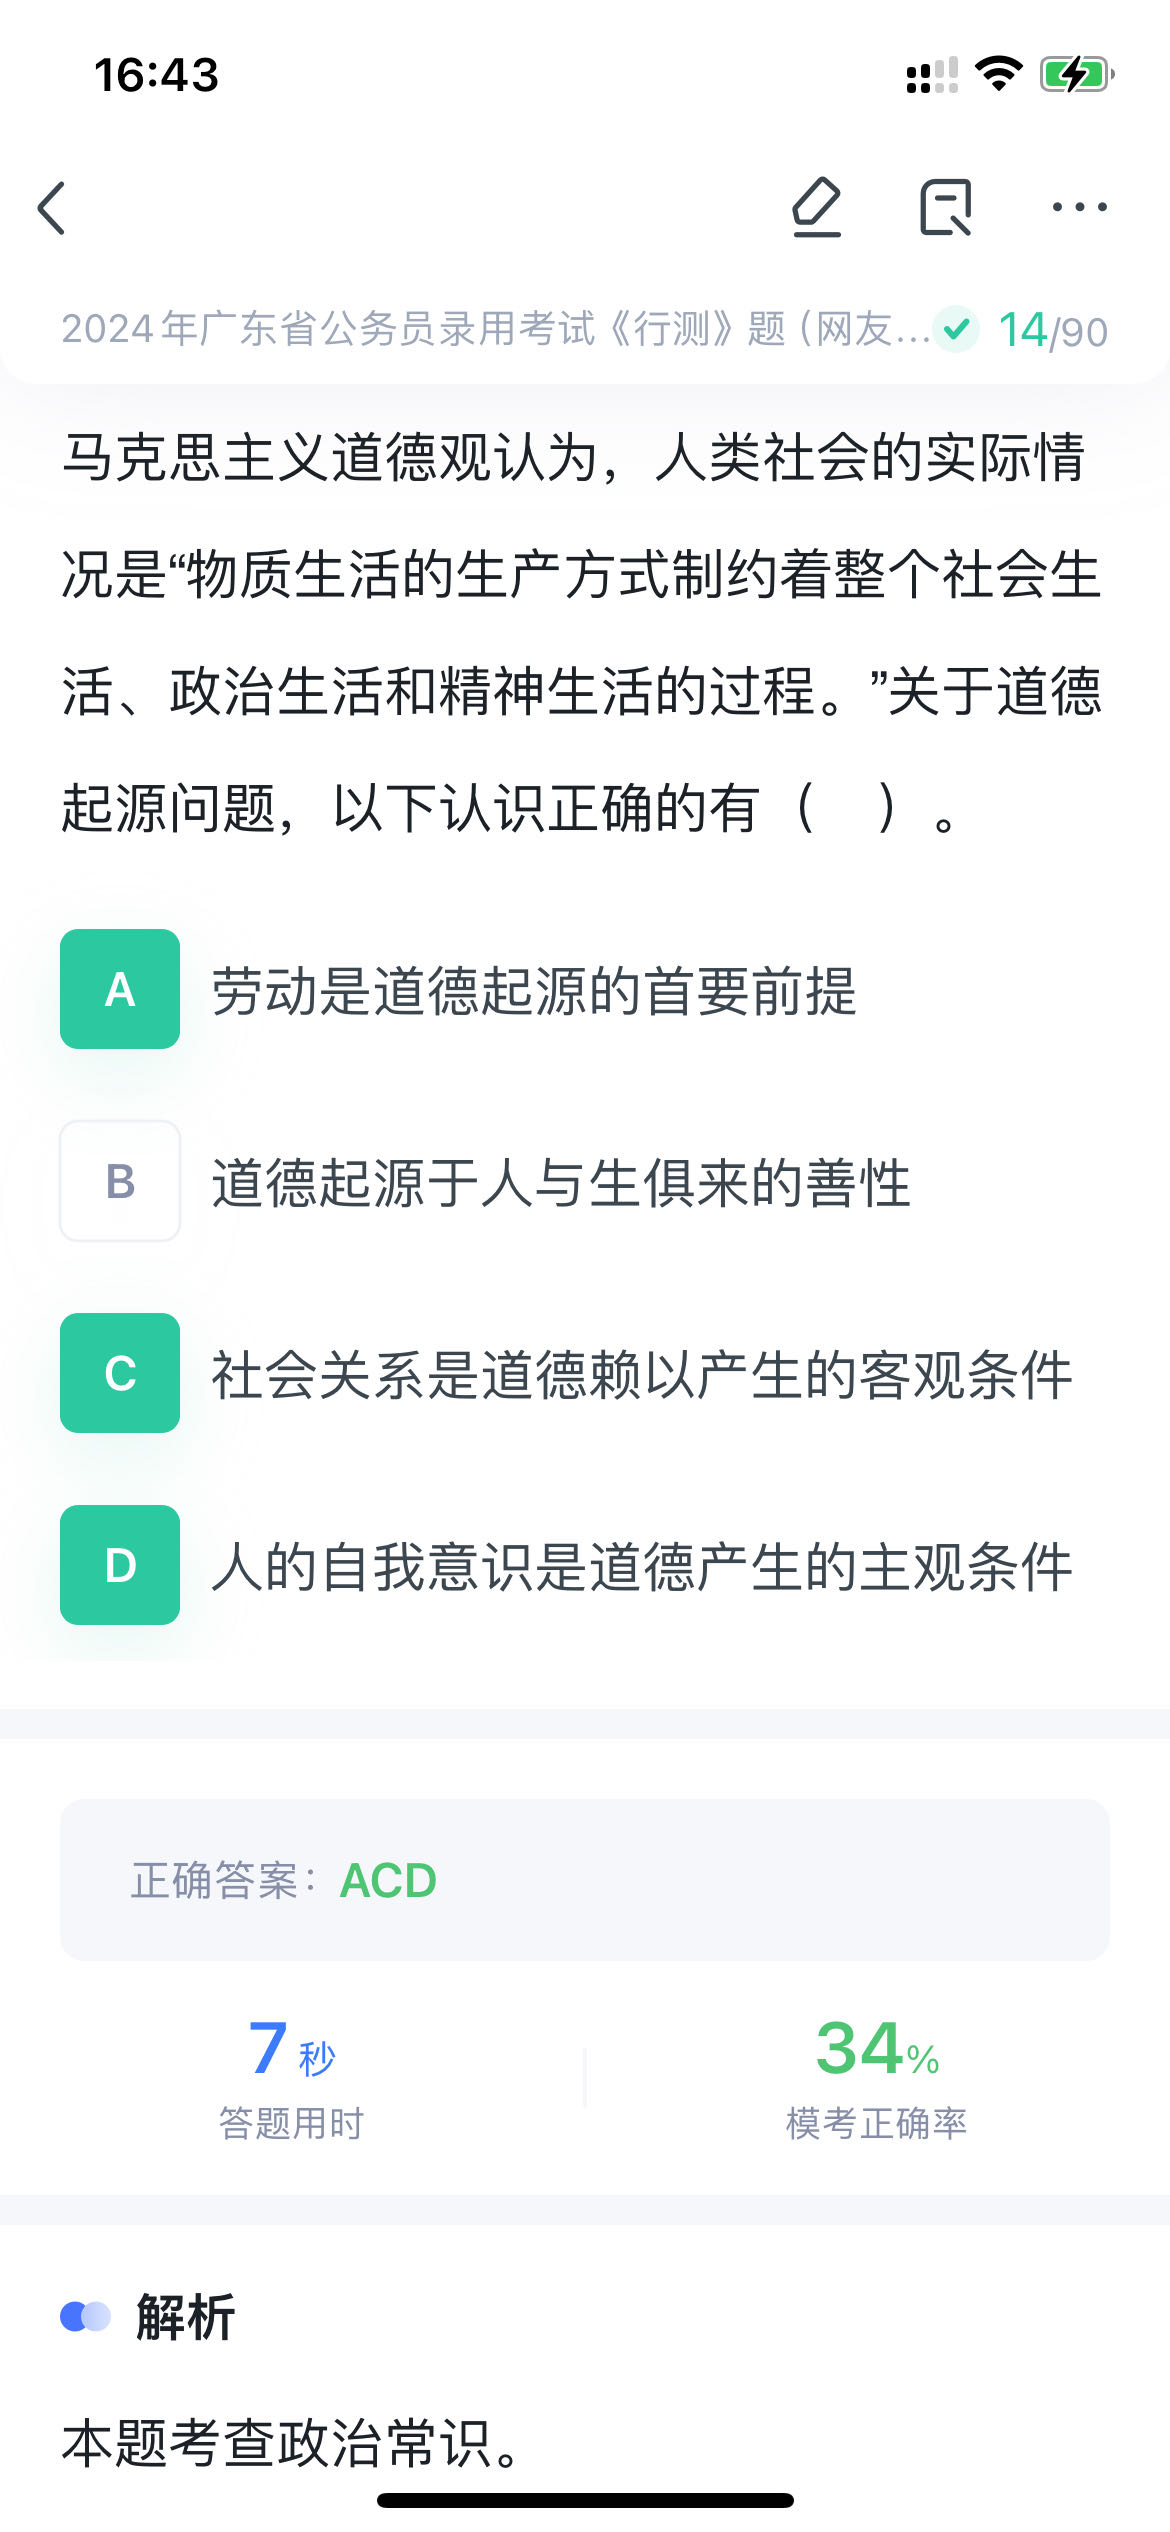 16:43
2024年广东省公务员录用考试《行测》题（网友...
14/90
马克思主义道德观认为，人类社会的实际情
况是“物质生活的生产方式制约着整个社会生
活、政治生活和精神生活的过程。”关于道德
起源问题，以下认识正确的有（　）。
A 劳动是道德起源的首要前提
B 道德起源于人与生俱来的善性
C 社会关系是道德赖以产生的客观条件
D 人的自我意识是道德产生的主观条件
正确答案：ACD
7 秒
答题用时
34%
模考正确率
解析
本题考查政治常识。